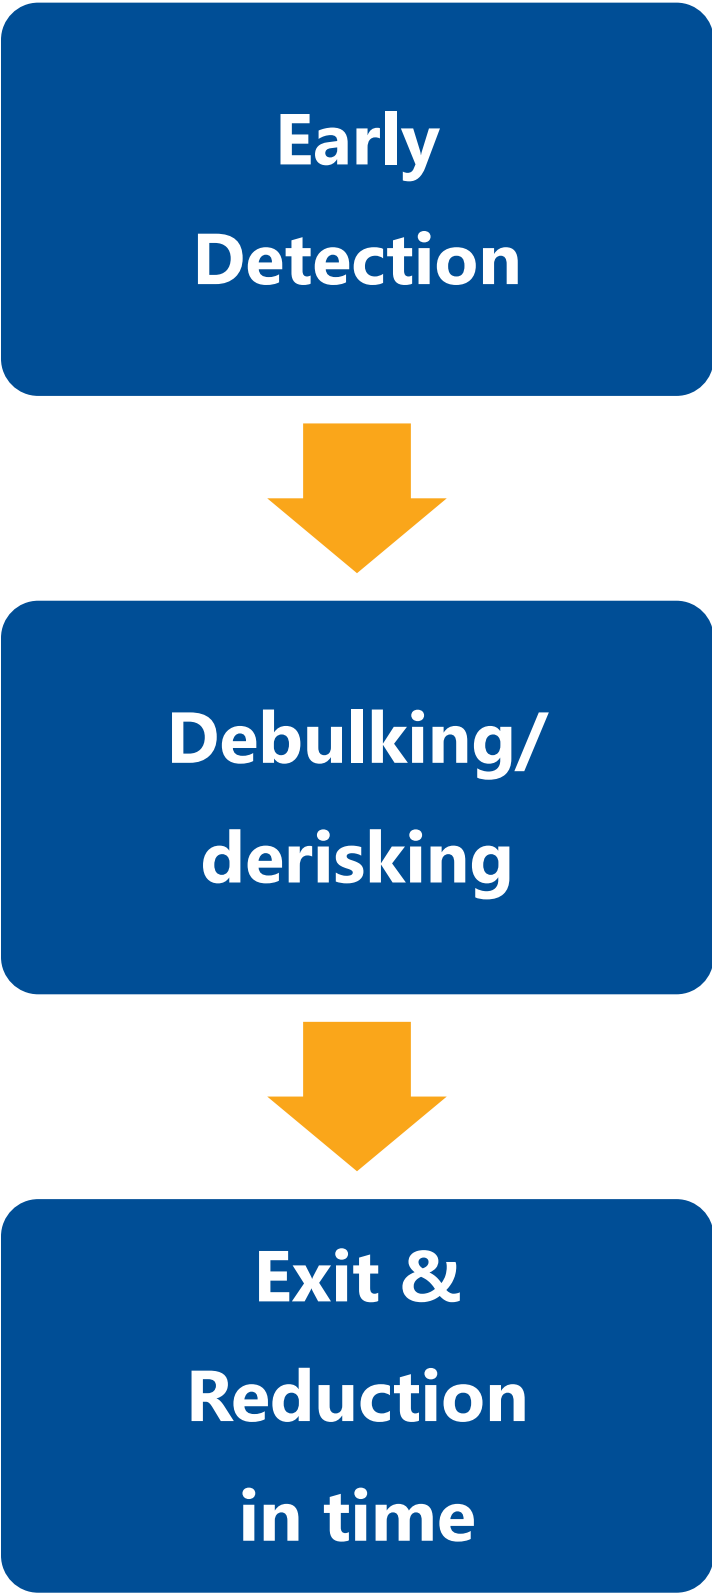 Early
Detection
Debulking/
derisking
Exit &
Reduction
in time